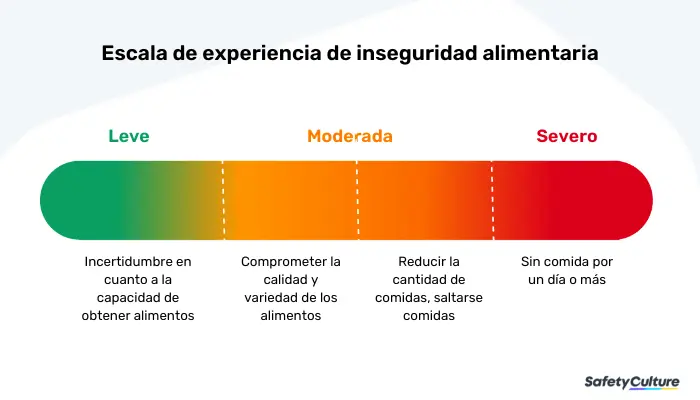 Escala de experiencia de inseguridad alimentaria
Leve
Moderada
Severo
Incertidumbre en
cuanto a la
capacidad de
obtener alimentos
Comprometer la
calidad y
variedad de los
alimentos
Reducir la
cantidad de
comidas, saltarse
comidas
Sin comida por
un día o más
SafetyCulture